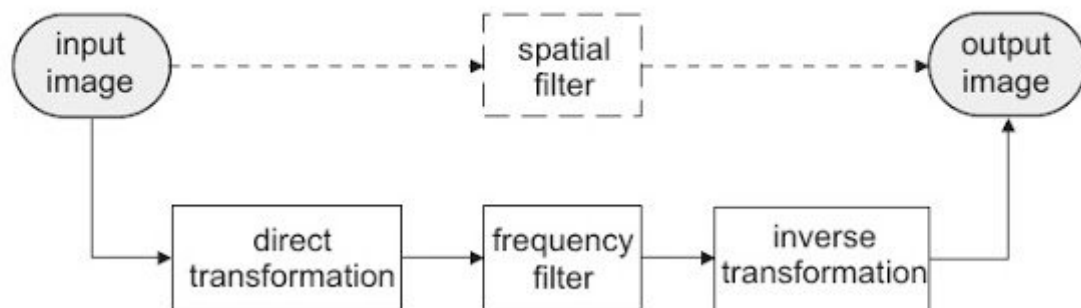 input
image
spatial
filter
output
image
direct
transformation
frequency
filter
inverse
transformation